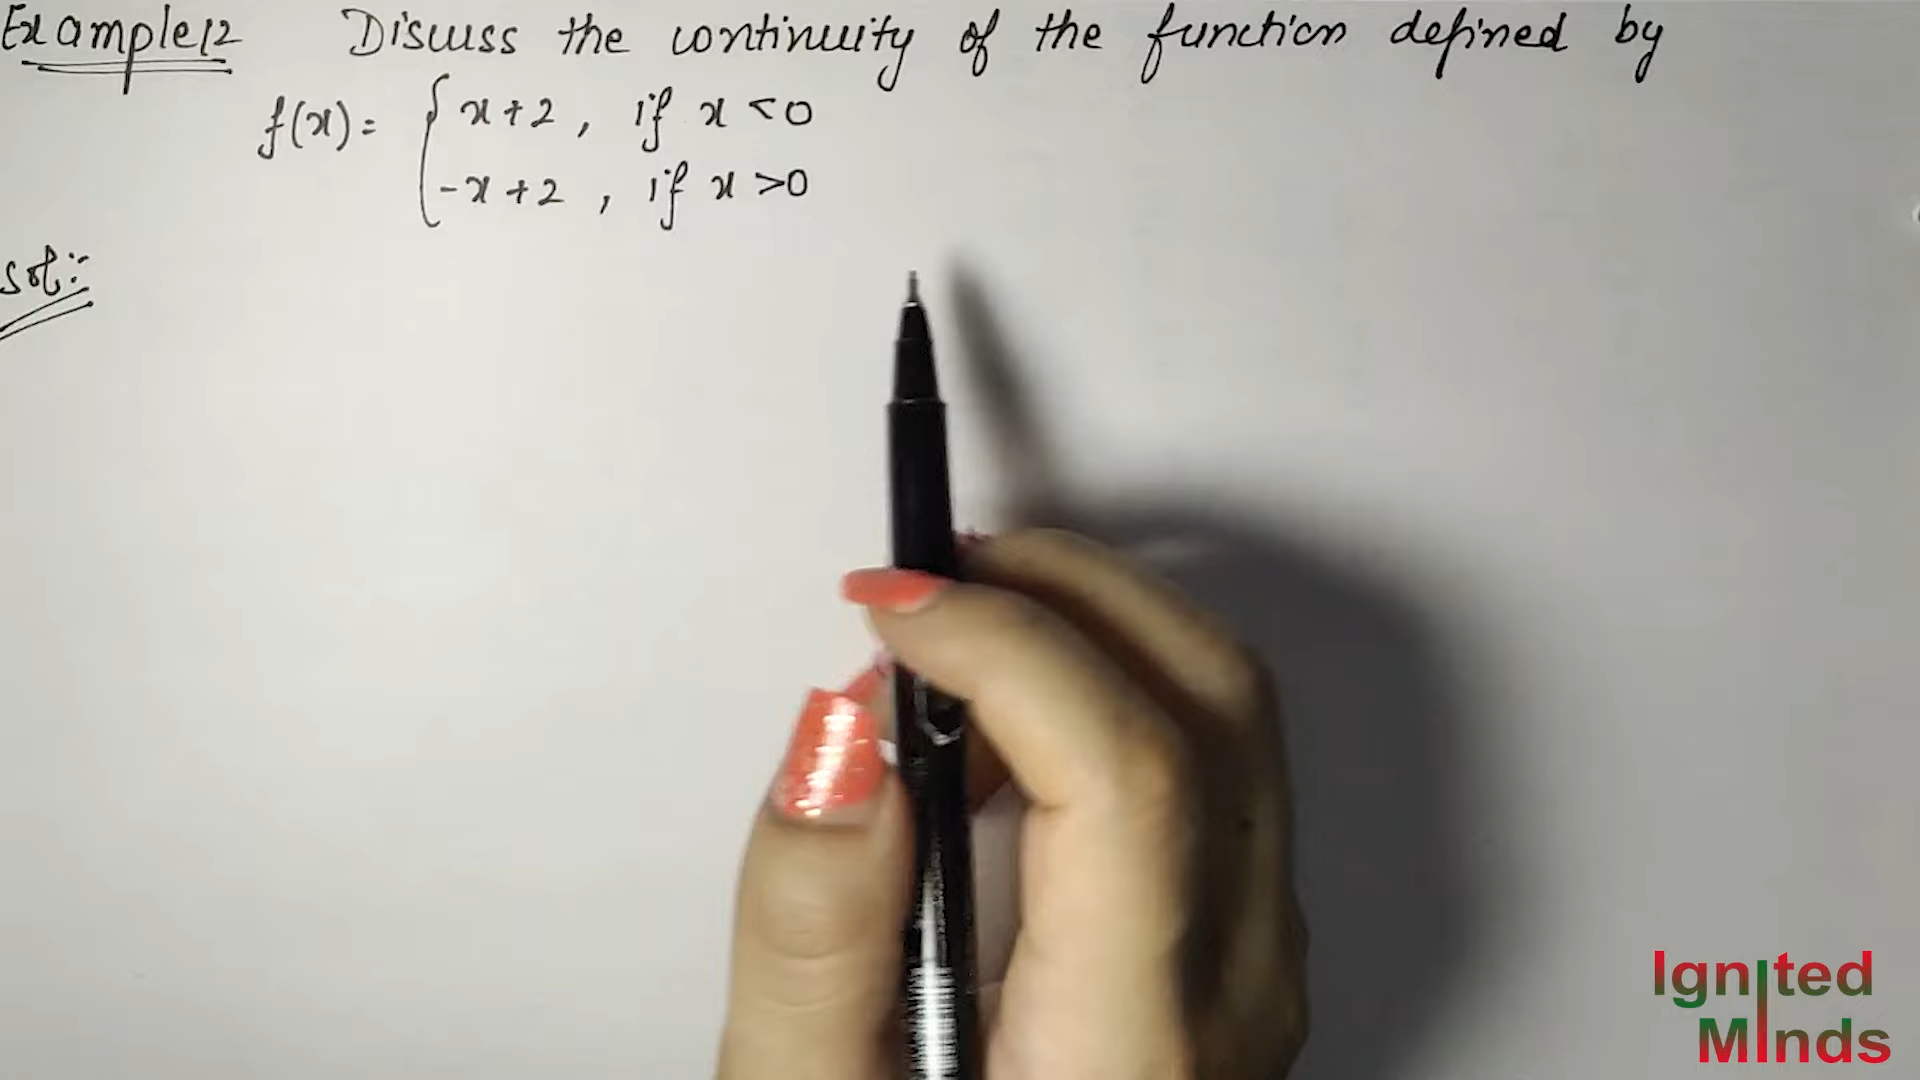 Example 12 Discuss the continuity of the function defined by
f(x) = { x + 2 , if x < 0
-x + 2 , if x > 0
Sol:-
Ignited
Minds